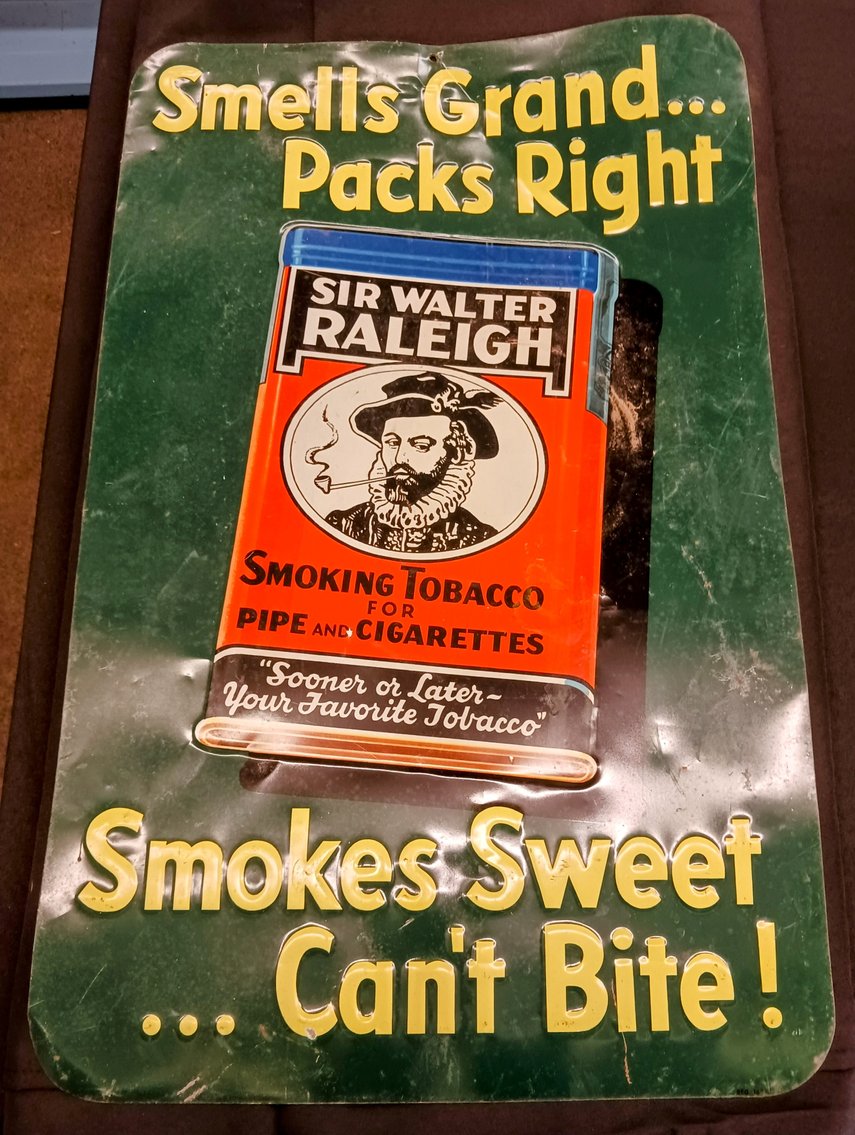 Smells Grand...
Packs Right
SIR WALTER
RALEIGH
SMOKING TOBACCO
FOR
PIPE AND CIGARETTES
"Sooner or Later~
Your Favorite Tobacco"
Smokes Sweet
... Can't Bite!